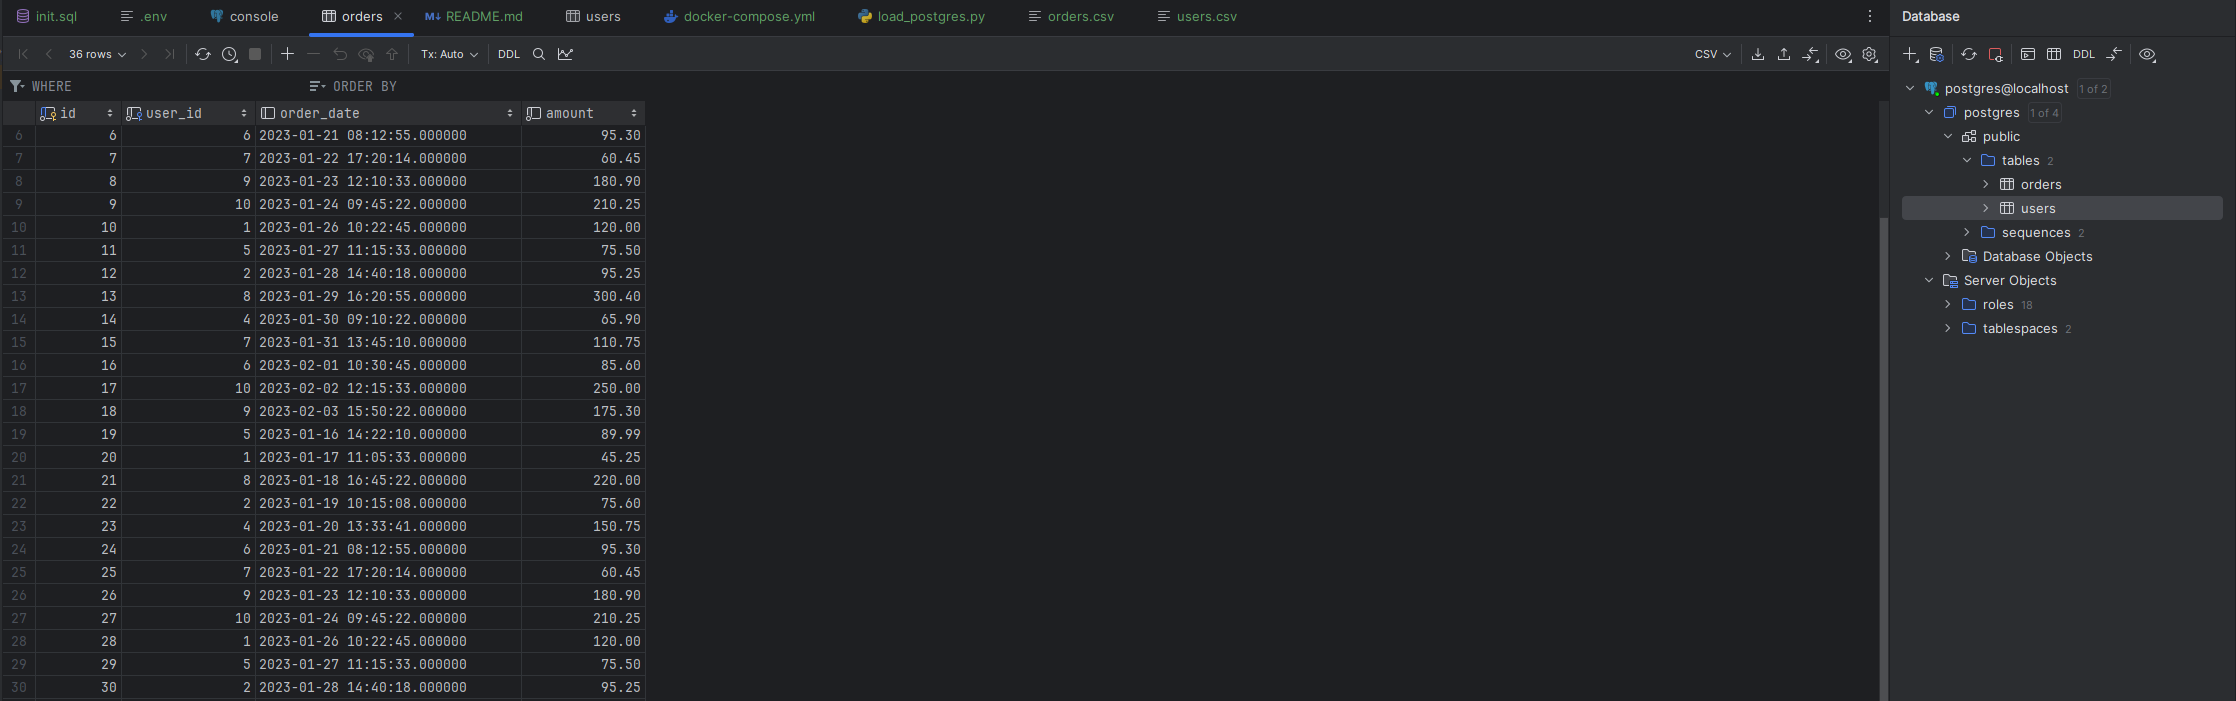 init.sql .env console orders README.md users docker-compose.yml load_postgres.py orders.csv users.csv
36 rows Tx: Auto DDL CSV
WHERE ORDER BY
id user_id order_date amount
6 6 6 2023-01-21 08:12:55.000000 95.30
7 7 7 2023-01-22 17:20:14.000000 60.45
8 8 9 2023-01-23 12:10:33.000000 180.90
9 9 10 2023-01-24 09:45:22.000000 210.25
10 10 1 2023-01-26 10:22:45.000000 120.00
11 11 5 2023-01-27 11:15:33.000000 75.50
12 12 2 2023-01-28 14:40:18.000000 95.25
13 13 8 2023-01-29 16:20:55.000000 300.40
14 14 4 2023-01-30 09:10:22.000000 65.90
15 15 7 2023-01-31 13:45:10.000000 110.75
16 16 6 2023-02-01 10:30:45.000000 85.60
17 17 10 2023-02-02 12:15:33.000000 250.00
18 18 9 2023-02-03 15:50:22.000000 175.30
19 19 5 2023-01-16 14:22:10.000000 89.99
20 20 1 2023-01-17 11:05:33.000000 45.25
21 21 8 2023-01-18 16:45:22.000000 220.00
22 22 2 2023-01-19 10:15:08.000000 75.60
23 23 4 2023-01-20 13:33:41.000000 150.75
24 24 6 2023-01-21 08:12:55.000000 95.30
25 25 7 2023-01-22 17:20:14.000000 60.45
26 26 9 2023-01-23 12:10:33.000000 180.90
27 27 10 2023-01-24 09:45:22.000000 210.25
28 28 1 2023-01-26 10:22:45.000000 120.00
29 29 5 2023-01-27 11:15:33.000000 75.50
30 30 2 2023-01-28 14:40:18.000000 95.25
Database
DDL
postgres@localhost 1 of 2
postgres 1 of 4
public
tables 2
orders
users
sequences 2
Database Objects
Server Objects
roles 18
tablespaces 2